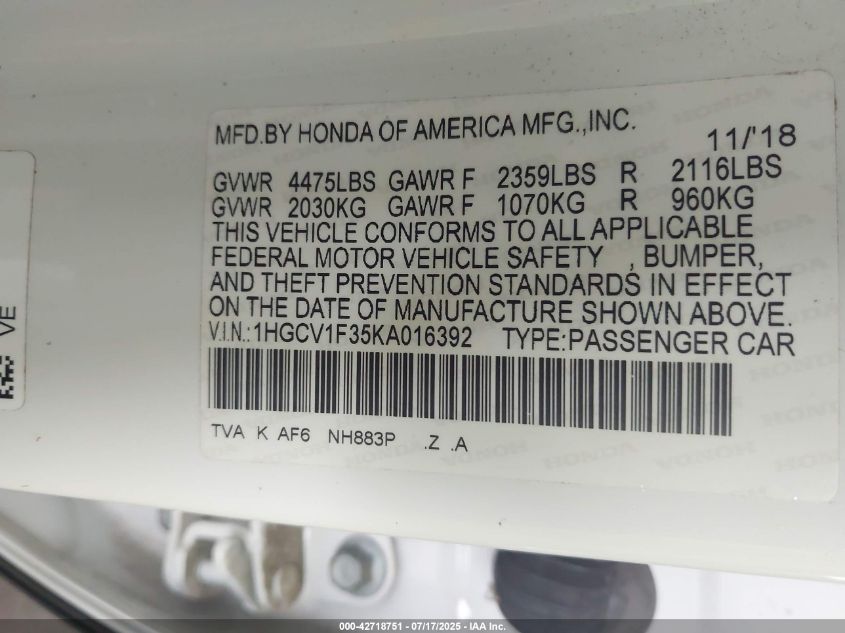 MFD.BY HONDA OF AMERICA MFG.,INC.
11/'18
GVWR 4475LBS GAWR F 2359LBS R 2116LBS
GVWR 2030KG GAWR F 1070KG R 960KG
THIS VEHICLE CONFORMS TO ALL APPLICABLE
FEDERAL MOTOR VEHICLE SAFETY , BUMPER,
AND THEFT PREVENTION STANDARDS IN EFFECT
ON THE DATE OF MANUFACTURE SHOWN ABOVE.
V.I.N.:1HGCV1F35KA016392 TYPE:PASSENGER CAR
TVA K AF6 NH883P .Z .A
VE
000-42718751 - 07/17/2025 - IAA Inc.